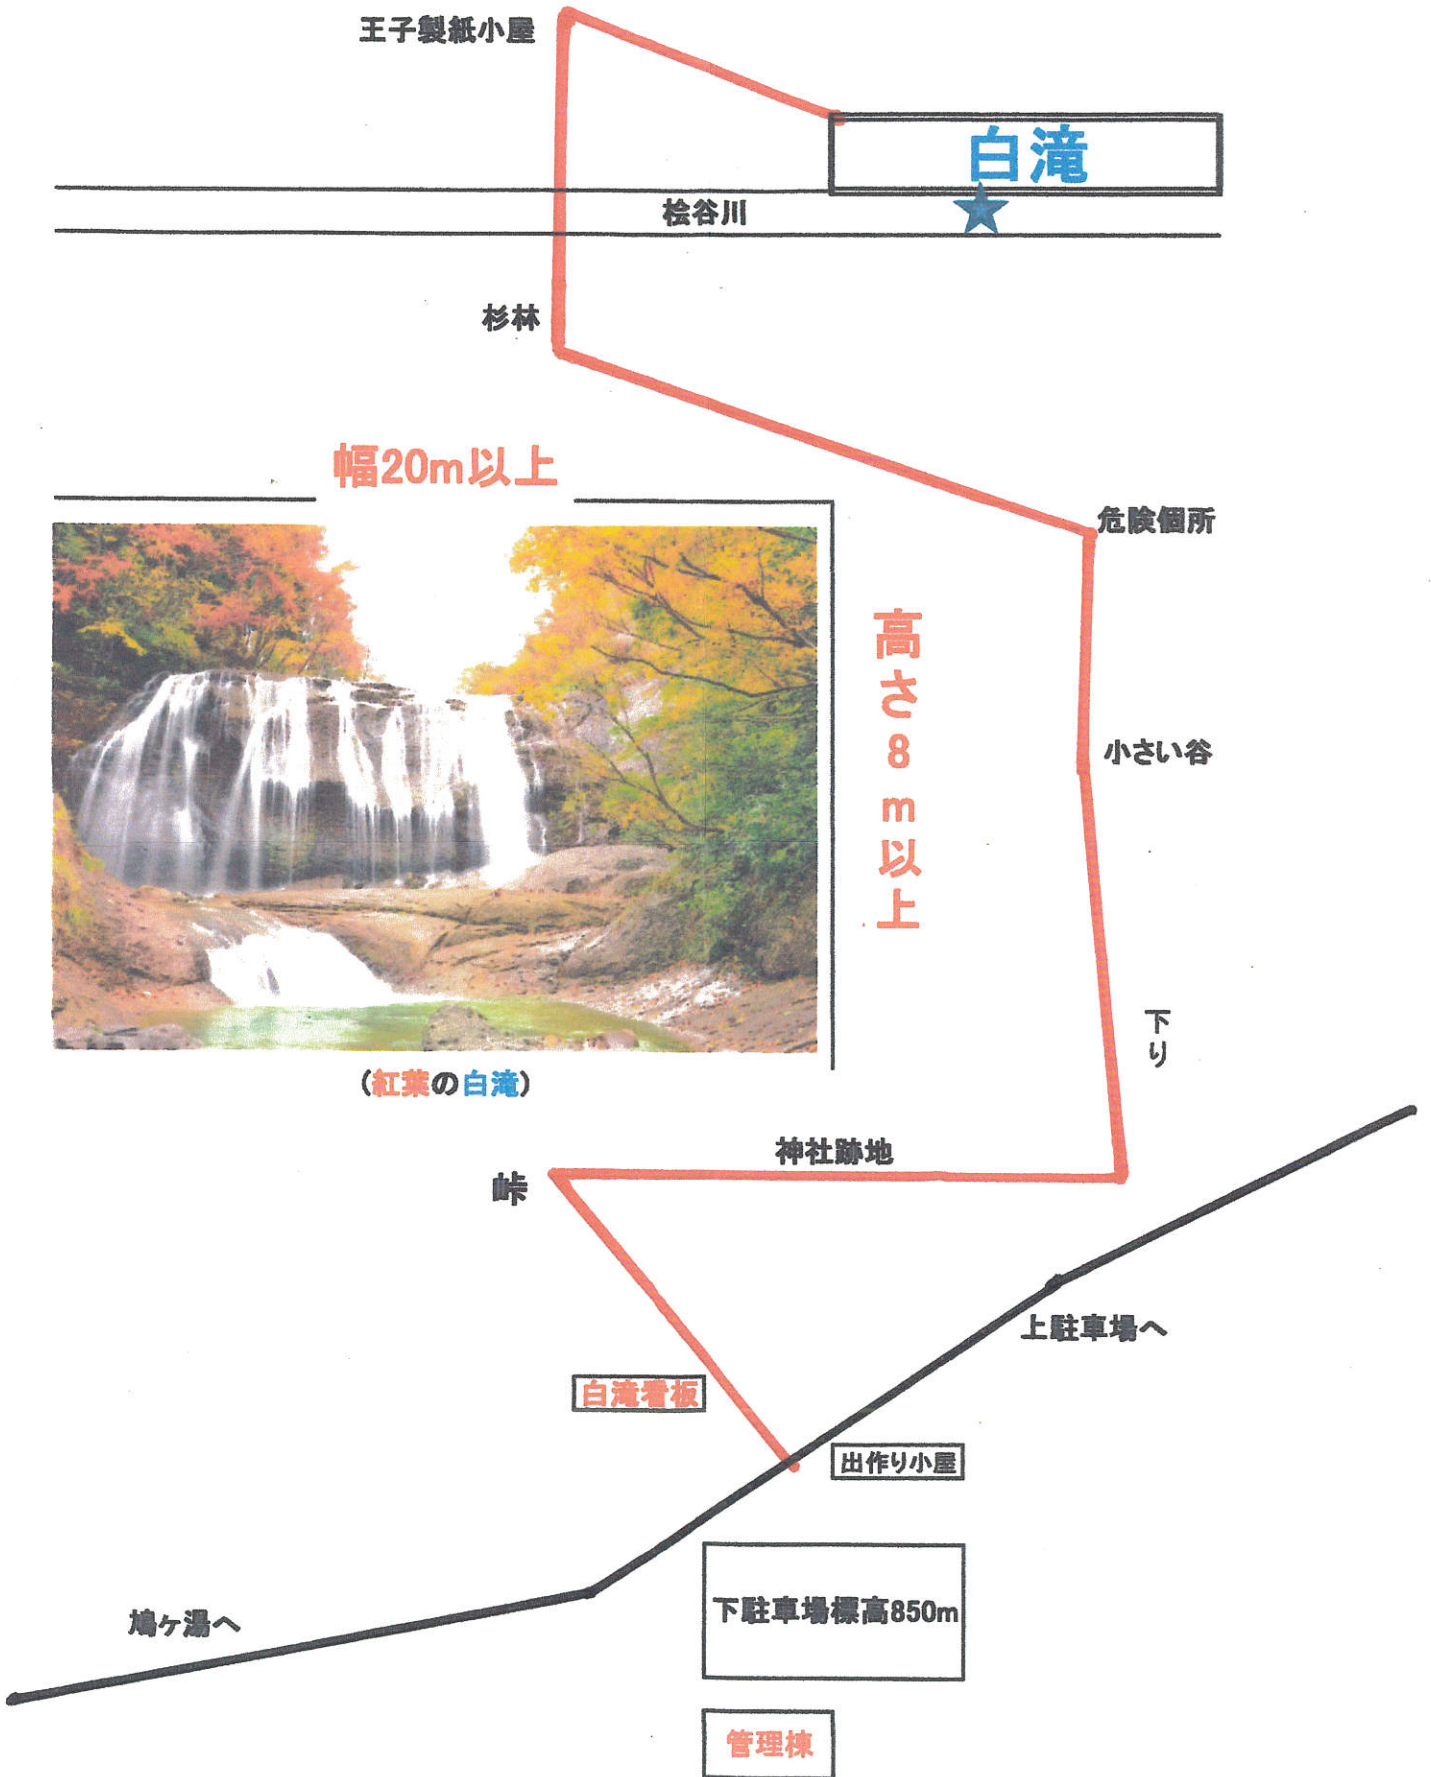 王子製紙小屋
白滝
桧谷川
杉林
幅20m以上
危険個所
高さ8m以上
小さい谷
下り
(紅葉の白滝)
神社跡地
峠
上駐車場へ
白滝看板
出作り小屋
下駐車場標高850m
鳩ヶ湯へ
管理棟